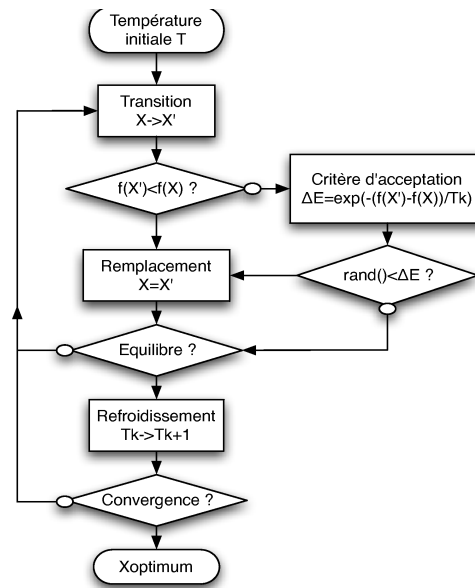 Température
initiale T
Transition
X->X'
f(X')<f(X) ?
Critère d'acceptation
ΔE=exp(-(f(X')-f(X))/Tk)
Remplacement
X=X'
rand()<ΔE ?
Equilibre ?
Refroidissement
Tk->Tk+1
Convergence ?
Xoptimum